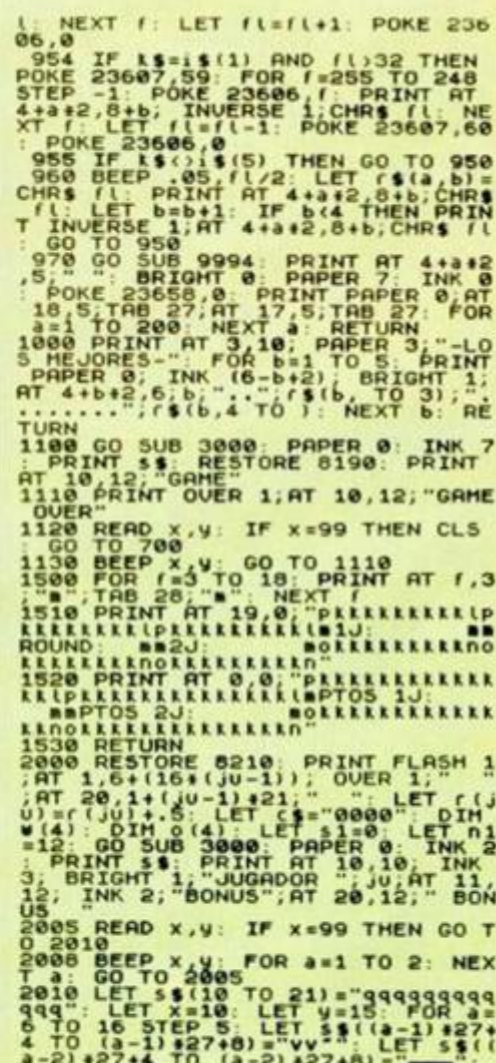 l: NEXT f: LET fl=fl+1: POKE 236
06,0
954 IF k$=i$(1) AND fl>32 THEN
POKE 23607,59: FOR f=255 TO 248
STEP -1: POKE 23606,f: PRINT AT
4+a*2,8+b; INVERSE 1;CHR$ fl: NE
XT f: LET fl=fl-1: POKE 23607,60
: POKE 23606,0
955 IF k$<>i$(5) THEN GO TO 950
960 BEEP .05,fl/2: LET r$(a,b)=
CHR$ fl: PRINT AT 4+a*2,8+b;CHR$
fl: LET b=b+1: IF b<4 THEN PRIN
T INVERSE 1;AT 4+a*2,8+b;CHR$ fl
: GO TO 950
970 GO SUB 9994: PRINT AT 4+a*2
,5;" ": BRIGHT 0: PAPER 7: INK 0
: POKE 23658,0: PRINT PAPER 0;AT
18,5;TAB 27;AT 17,5;TAB 27: FOR
a=1 TO 200: NEXT a: RETURN
1000 PRINT AT 3,10; PAPER 3;"-LO
S MEJORES-": FOR b=1 TO 5: PRINT
PAPER 0; INK (6-b+2); BRIGHT 1;
AT 4+b*2,6;b;"..";r$(b, TO 3);".
.......";r$(b,4 TO ): NEXT b: RE
TURN
1100 GO SUB 3000: PAPER 0: INK 7
: PRINT s$: RESTORE 8190: PRINT
AT 10,12;"GAME"
1110 PRINT OVER 1;AT 10,12;"GAME
OVER"
1120 READ x,y: IF x=99 THEN CLS
: GO TO 700
1130 BEEP x,y: GO TO 1110
1500 FOR f=3 TO 18: PRINT AT f,3
;"m";TAB 28;"m": NEXT f
1510 PRINT AT 19,0;"pkkkkkkkkklp
kkkkkkkklpkkkkkkkkklm1J: mm
ROUND: mm2J: mokkkkkkkkkno
kkkkkkkknokkkkkkkkkn"
1520 PRINT AT 0,0;"pkkkkkkkkkkkk
kklpkkkkkkkkkkkkkklmPTOS 1J:
mmPTOS 2J: mokkkkkkkkkkk
kknokkkkkkkkkkkkkkn"
1530 RETURN
2000 RESTORE 8210: PRINT FLASH 1
;AT 1,6+(16*(ju-1)); OVER 1;" "
;AT 20,1+(ju-1)*21;" ": LET r(j
u)=r(ju)+.5: LET c$="0000": DIM
w(4): DIM o(4): LET s1=0: LET n1
=12: GO SUB 3000: PAPER 0: INK 2
: PRINT s$: PRINT AT 10,10; INK
3; BRIGHT 1;"JUGADOR ";ju;AT 11,
12; INK 2;"BONUS";AT 20,12;" BON
US "
2005 READ x,y: IF x=99 THEN GO T
O 2010
2008 BEEP x,y: FOR a=1 TO 2: NEX
T a: GO TO 2005
2010 LET s$(10 TO 21)="qqqqqqqqq
qqq": LET x=10: LET y=15: FOR a=
6 TO 16 STEP 5: LET s$((a-1)*27+
4 TO (a-1)*27+8)="vv"": LET s$((
a-2)*27+4 TO (a-2)*27+8)="